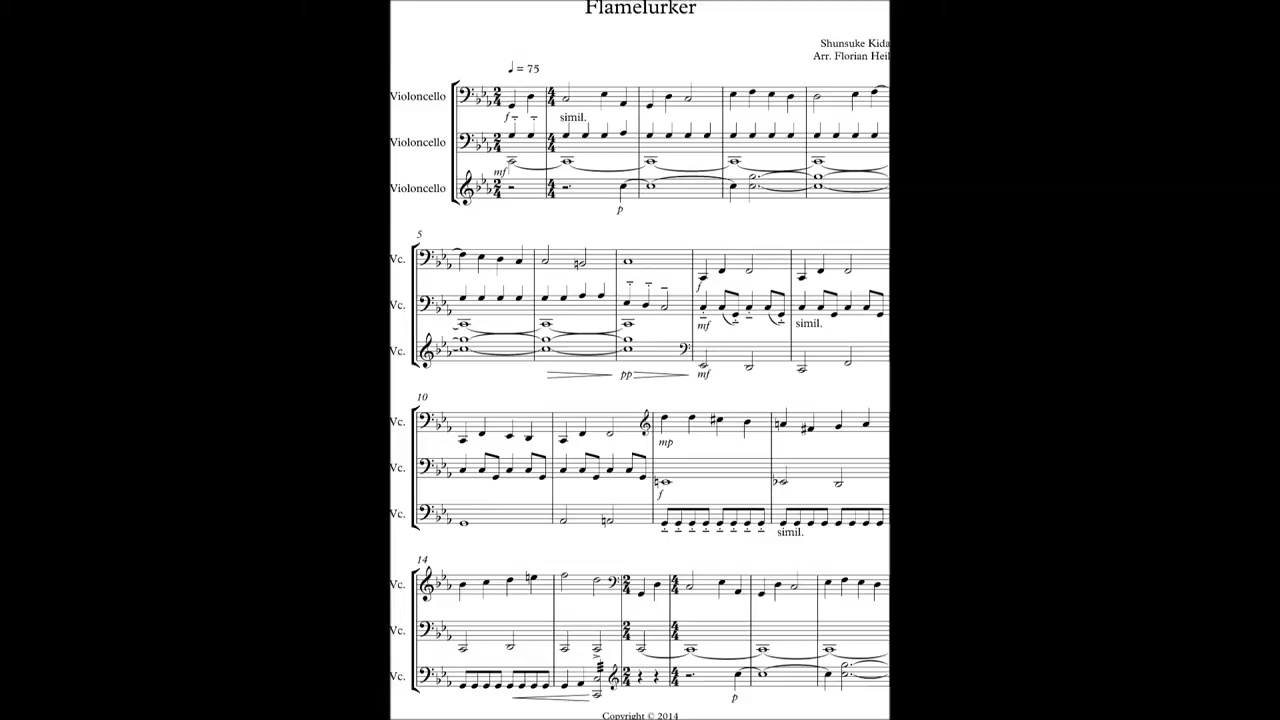 Flamelurker
Shunsuke Kida
Arr. Florian Heil
♩ = 75
Violoncello
f
simil.
Violoncello
mf
Violoncello
p
5
Vc.
f
Vc.
mf
simil.
Vc.
pp
mf
10
Vc.
mp
Vc.
f
Vc.
simil.
14
Vc.
Vc.
Vc.
p
Copyright © 2014